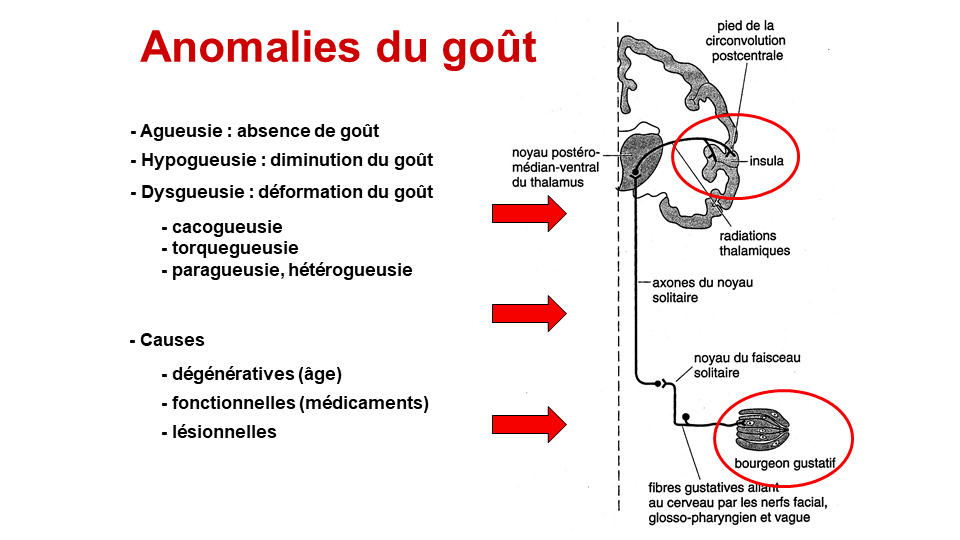 Anomalies du goût
- Agueusie : absence de goût
- Hypogueusie : diminution du goût
- Dysgueusie : déformation du goût
- cacogueusie
- torquegueusie
- paragueusie, hétérogueusie
- Causes
- dégénératives (âge)
- fonctionnelles (médicaments)
- lésionnelles
pied de la
circonvolution
postcentrale
noyau postéro-
médian-ventral
du thalamus
insula
radiations
thalamiques
axones du noyau
solitaire
noyau du faisceau
solitaire
bourgeon gustatif
fibres gustatives allant
au cerveau par les nerfs facial,
glosso-pharyngien et vague